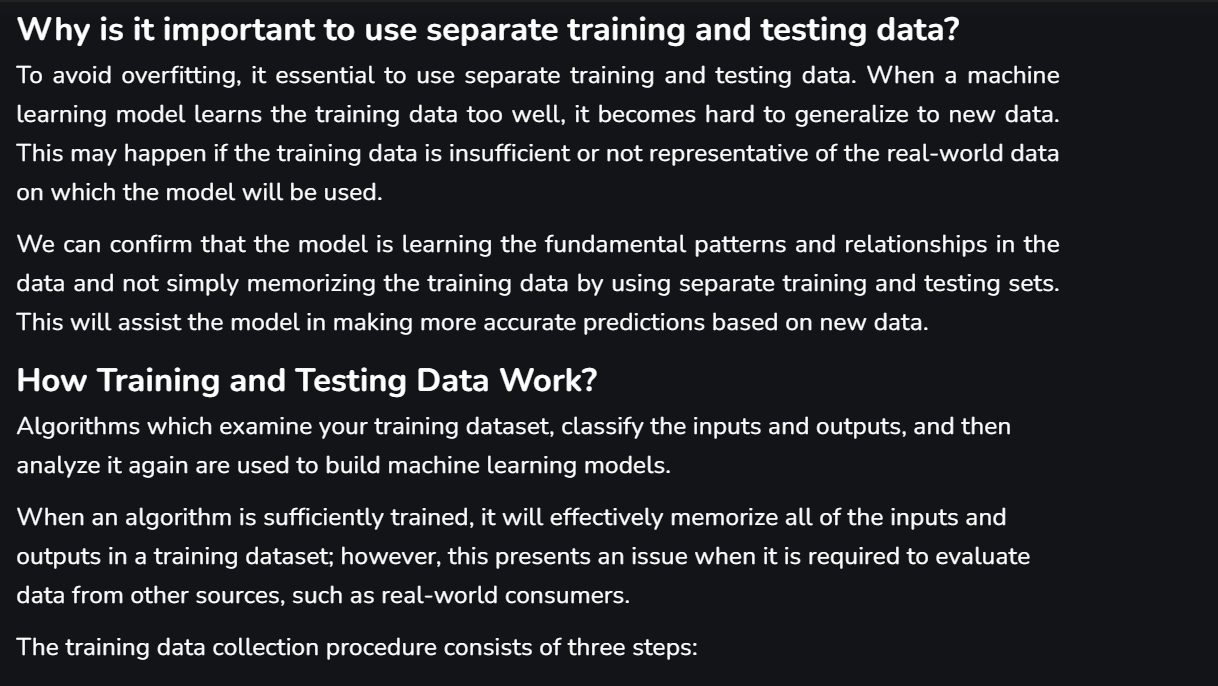 Why is it important to use separate training and testing data?
To avoid overfitting, it essential to use separate training and testing data. When a machine
learning model learns the training data too well, it becomes hard to generalize to new data.
This may happen if the training data is insufficient or not representative of the real-world data
on which the model will be used.
We can confirm that the model is learning the fundamental patterns and relationships in the
data and not simply memorizing the training data by using separate training and testing sets.
This will assist the model in making more accurate predictions based on new data.
How Training and Testing Data Work?
Algorithms which examine your training dataset, classify the inputs and outputs, and then
analyze it again are used to build machine learning models.
When an algorithm is sufficiently trained, it will effectively memorize all of the inputs and
outputs in a training dataset; however, this presents an issue when it is required to evaluate
data from other sources, such as real-world consumers.
The training data collection procedure consists of three steps: